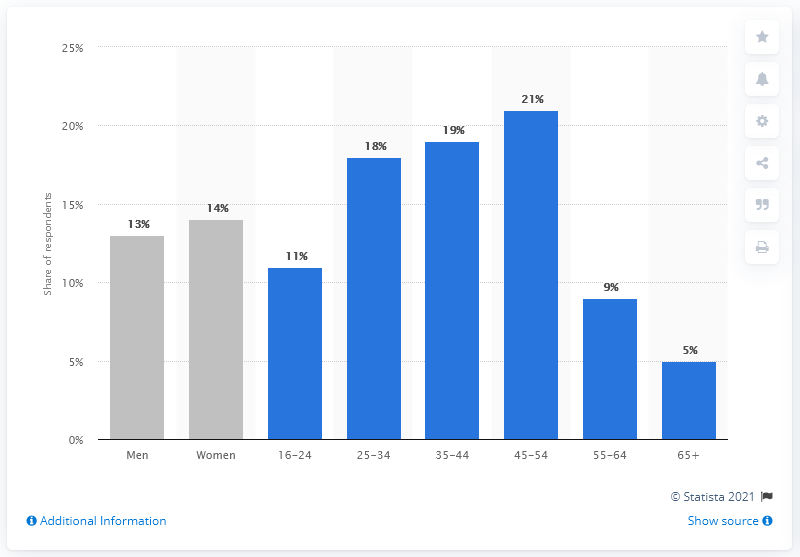 25%
20%
15%
10%
5%
0%
Share of respondents
13%
14%
11%
18%
19%
21%
9%
5%
Men Women 16–24 25–34 35–44 45–54 55–64 65+
© Statista 2021
Additional Information
Show source